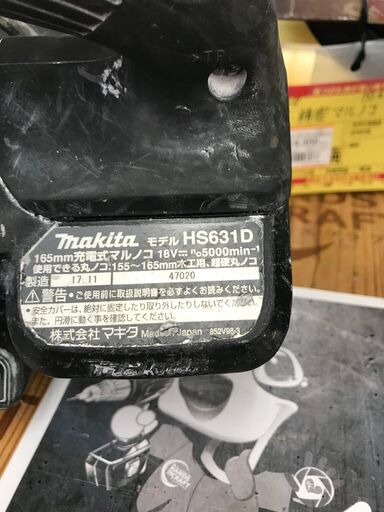 makita モデル HS631D
165mm充電式マルノコ 18V⎓ n₀5000min⁻¹
使用できる丸ノコ:155～165mm木工用、超硬丸ノコ
製造 17.11 47020
⚠警告 ・ご使用前に取扱説明書を必ずよくお読みください。
・安全カバーは、絶対に固定したり取り外したりしないでください。
また、円滑に動く事を確認してください。
株式会社マキタ Made in Japan 852V98-3